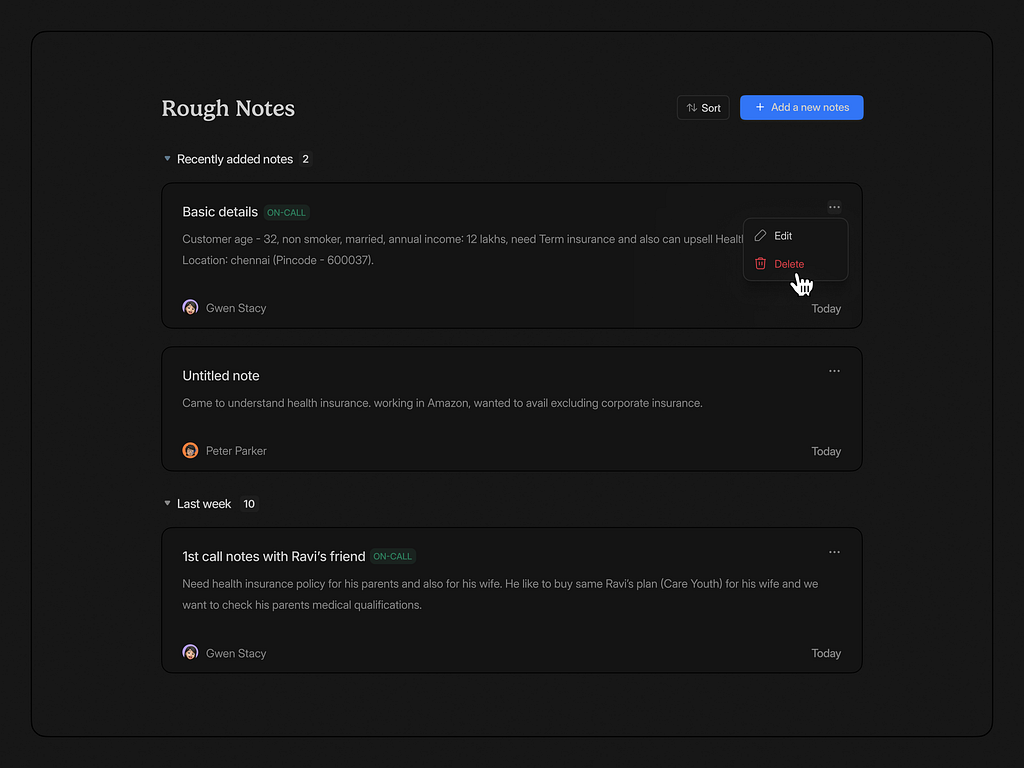 Rough Notes
Sort
+ Add a new notes
Recently added notes 2
Basic details ON-CALL
Customer age - 32, non smoker, married, annual income: 12 lakhs, need Term insurance and also can upsell
Location: chennai (Pincode - 600037).
Edit
Delete
Gwen Stacy
Today
Untitled note
Came to understand health insurance. working in Amazon, wanted to avail excluding corporate insurance.
Peter Parker
Today
Last week 10
1st call notes with Ravi's friend ON-CALL
Need health insurance policy for his parents and also for his wife. He like to buy same Ravi's plan (Care Youth) for his wife and we
want to check his parents medical qualifications.
Gwen Stacy
Today